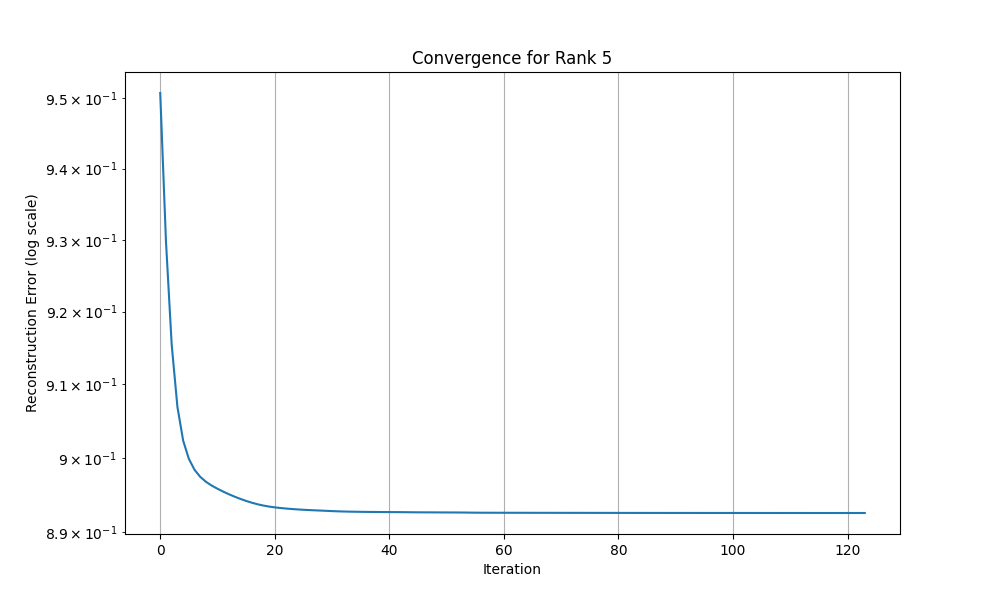 Convergence for Rank 5
Reconstruction Error (log scale)
9.5 × 10⁻¹
9.4 × 10⁻¹
9.3 × 10⁻¹
9.2 × 10⁻¹
9.1 × 10⁻¹
9 × 10⁻¹
8.9 × 10⁻¹
0 20 40 60 80 100 120
Iteration